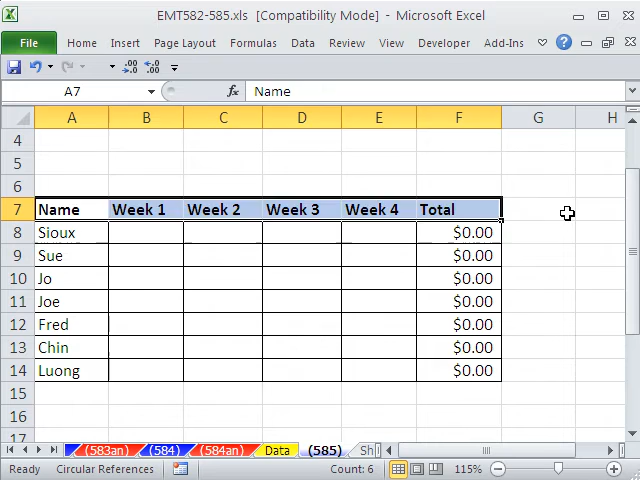 EMT582-585.xls [Compatibility Mode] - Microsoft Excel
File Home Insert Page Layout Formulas Data Review View Developer Add-Ins
A7 fx Name
A B C D E F G H
4
5
6
7 Name Week 1 Week 2 Week 3 Week 4 Total
8 Sioux $0.00
9 Sue $0.00
10 Jo $0.00
11 Joe $0.00
12 Fred $0.00
13 Chin $0.00
14 Luong $0.00
15
16
17
(583an) (584) (584an) Data (585) Sh
Ready Circular References Count: 6 115%